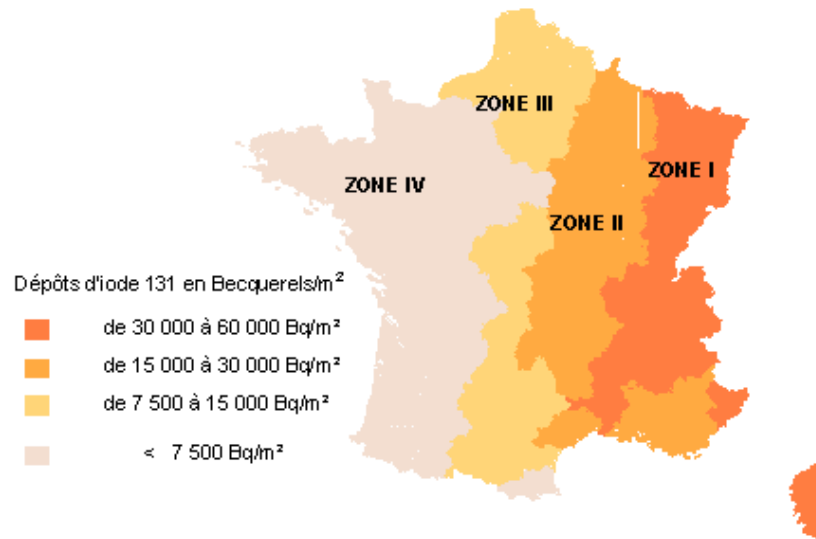 ZONE III
ZONE I
ZONE IV
ZONE II
Dépôts d'iode 131 en Becquerels/m²
de 30 000 à 60 000 Bq/m²
de 15 000 à 30 000 Bq/m²
de 7 500 à 15 000 Bq/m²
< 7 500 Bq/m²